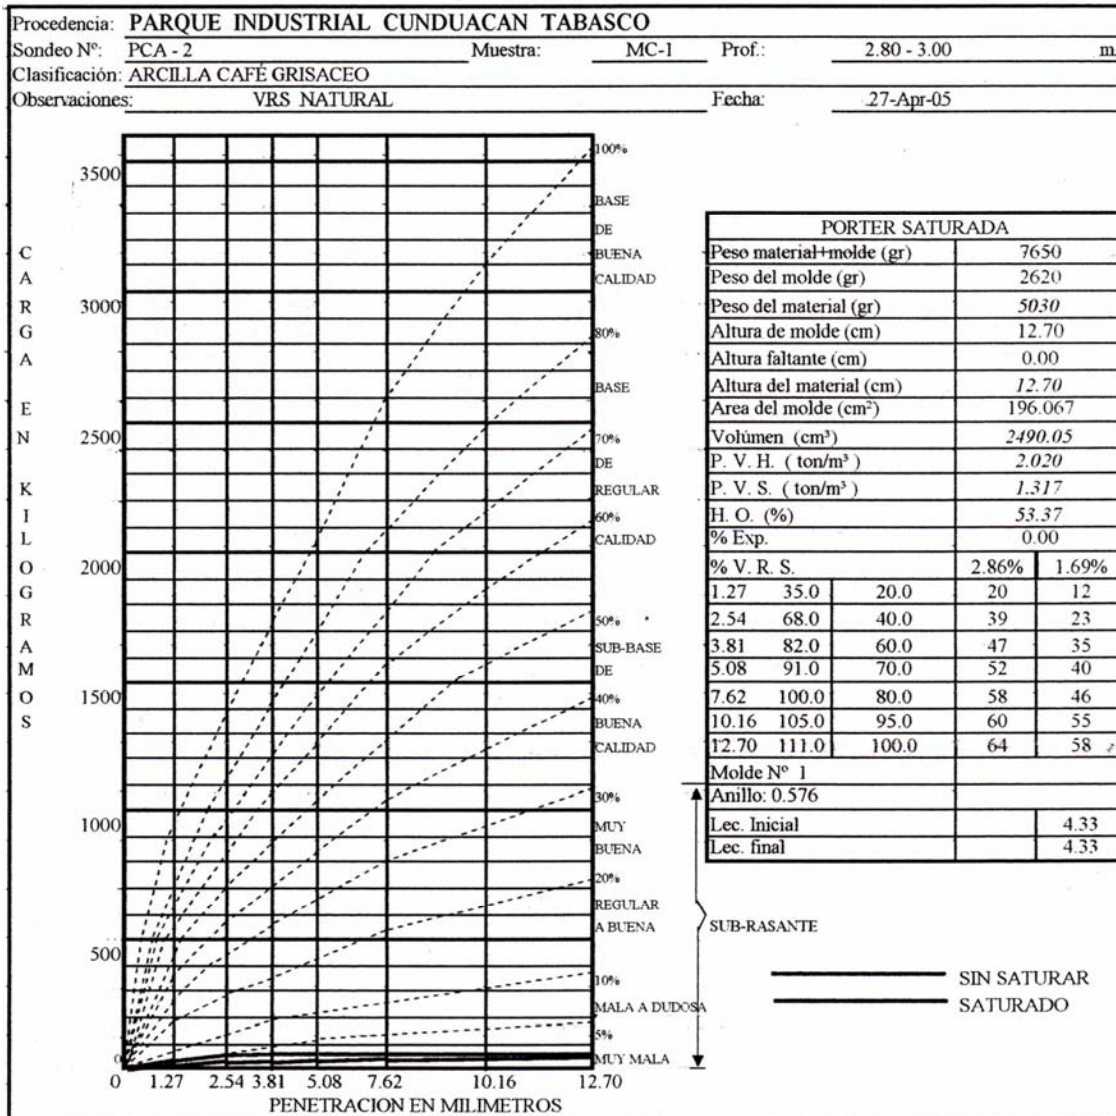 Procedencia: PARQUE INDUSTRIAL CUNDUACAN TABASCO
Sondeo Nº: PCA - 2 Muestra: MC-1 Prof.: 2.80 - 3.00 m
Clasificación: ARCILLA CAFÉ GRISACEO
Observaciones: VRS NATURAL Fecha: 27-Apr-05
CARGA EN KILOGRAMOS
3500
3000
2500
2000
1500
1000
500
0
0 1.27 2.54 3.81 5.08 7.62 10.16 12.70
PENETRACION EN MILIMETROS
100%
BASE
DE
BUENA
CALIDAD
80%
BASE
70%
DE
REGULAR
60%
CALIDAD
50%
SUB-BASE
DE
40%
BUENA
CALIDAD
30%
MUY
BUENA
20%
REGULAR
A BUENA
10%
MALA A DUDOSA
5%
MUY MALA
SUB-RASANTE
PORTER SATURADA
Peso material+molde (gr) 7650
Peso del molde (gr) 2620
Peso del material (gr) 5030
Altura de molde (cm) 12.70
Altura faltante (cm) 0.00
Altura del material (cm) 12.70
Area del molde (cm²) 196.067
Volúmen (cm³) 2490.05
P. V. H. ( ton/m³ ) 2.020
P. V. S. ( ton/m³ ) 1.317
H. O. (%) 53.37
% Exp. 0.00
% V. R. S. 2.86% 1.69%
1.27 35.0 20.0 20 12
2.54 68.0 40.0 39 23
3.81 82.0 60.0 47 35
5.08 91.0 70.0 52 40
7.62 100.0 80.0 58 46
10.16 105.0 95.0 60 55
12.70 111.0 100.0 64 58
Molde Nº 1
Anillo: 0.576
Lec. Inicial 4.33
Lec. final 4.33
SIN SATURAR
SATURADO